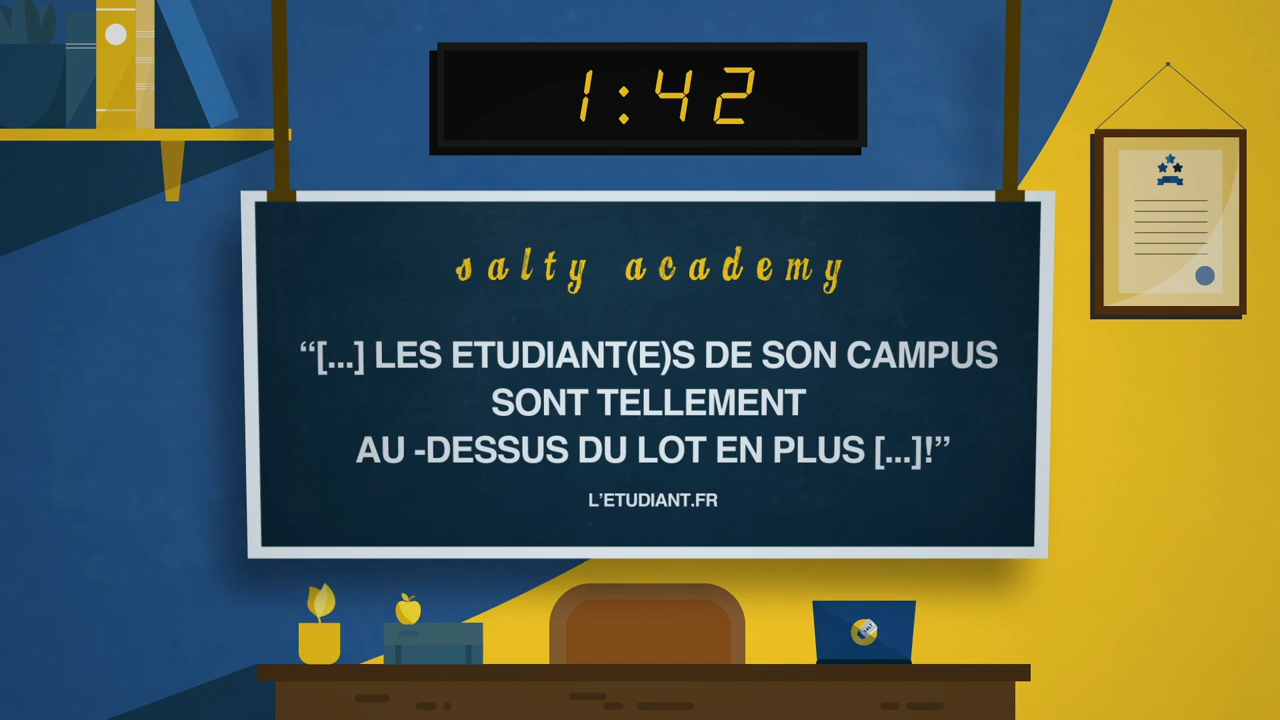 1:42
salty academy
“[...] LES ETUDIANT(E)S DE SON CAMPUS
SONT TELLEMENT
AU -DESSUS DU LOT EN PLUS [...]!”
L’ETUDIANT.FR
SALT